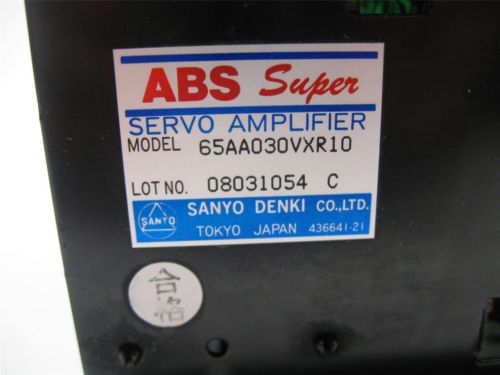 ABS Super
SERVO AMPLIFIER
MODEL 65AA030VXR10
LOT NO. 08031054 C
SANYO
SANYO DENKI CO.,LTD.
TOKYO JAPAN 436641-21
合格